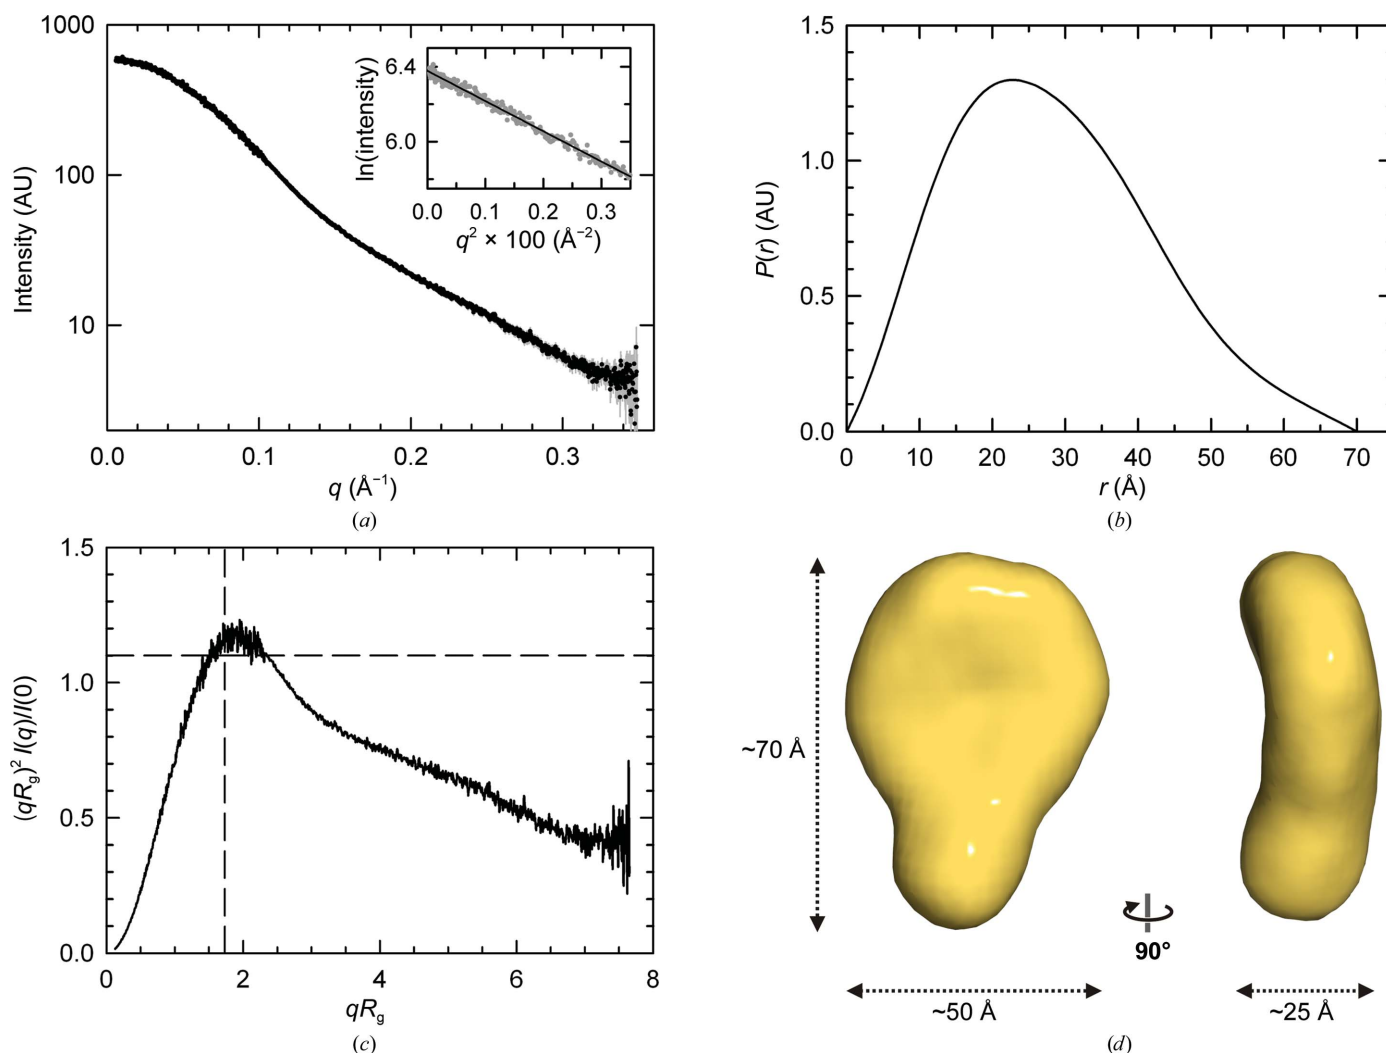 1000
100
10
Intensity (AU)
0.0 0.1 0.2 0.3
q (Å⁻¹)
6.4
6.0
ln(intensity)
0.0 0.1 0.2 0.3
q² × 100 (Å⁻²)
(a)
1.5
1.0
0.5
0.0
P(r) (AU)
0 10 20 30 40 50 60 70
r (Å)
(b)
1.5
1.0
0.5
0.0
(qRg)² I(q)/I(0)
0 2 4 6 8
qRg
(c)
~70 Å
90°
~50 Å
~25 Å
(d)